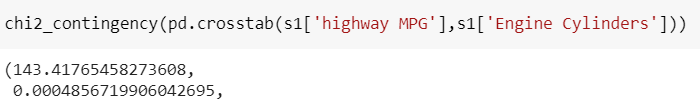 chi2_contingency(pd.crosstab(s1['highway MPG'],s1['Engine Cylinders']))
(143.41765458273608,
0.0004856719906042695,